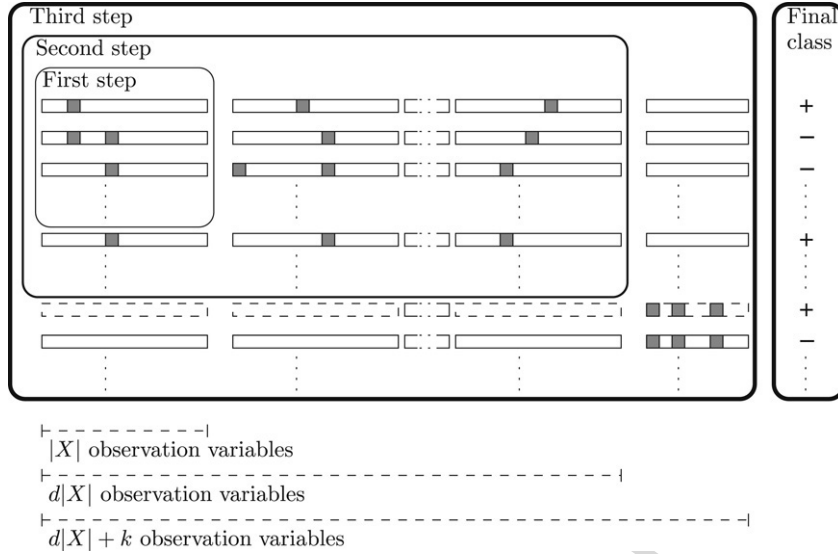 Third step
Final
class
Second step
First step
+
−
−
+
+
−
|X| observation variables
d|X| observation variables
d|X| + k observation variables